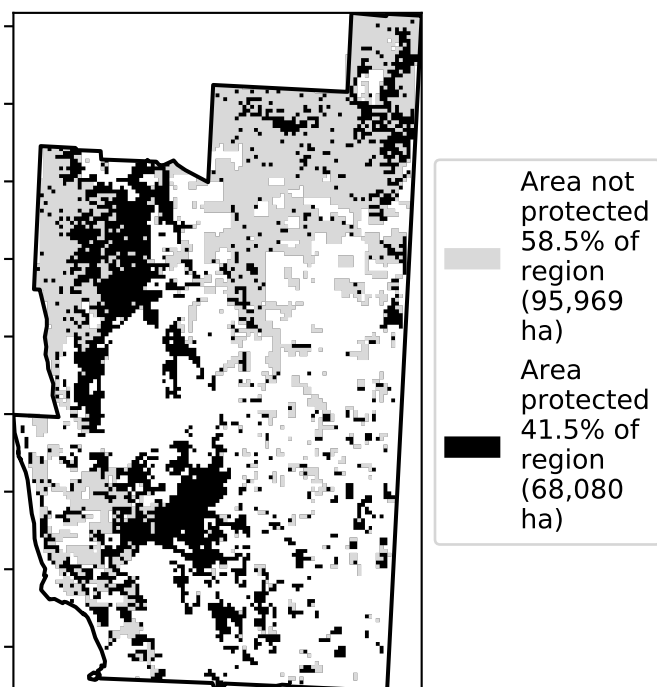 Area not
protected
58.5% of
region
(95,969
ha)
Area
protected
41.5% of
region
(68,080
ha)